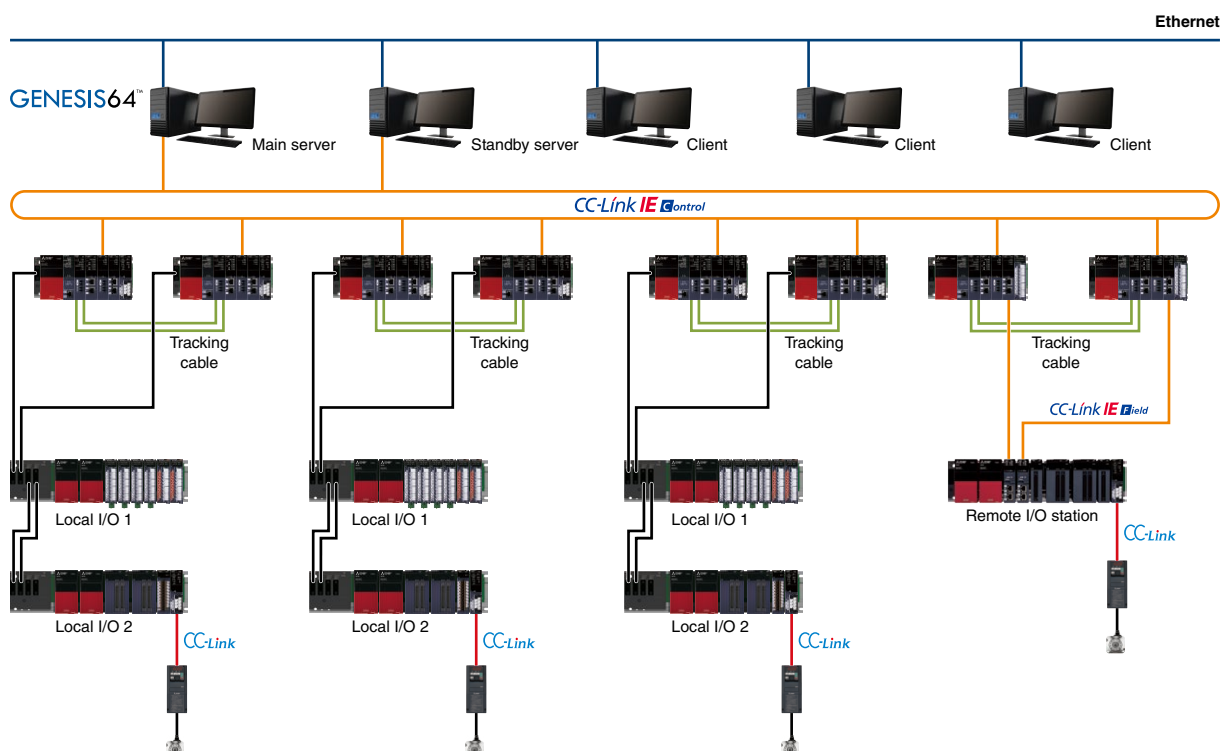 Ethernet
GENESIS64™
Main server
Standby server
Client
Client
Client
CC-Link IE Control
Tracking
cable
Tracking
cable
Tracking
cable
Tracking
cable
CC-Link IE Field
Local I/O 1
Local I/O 1
Local I/O 1
Remote I/O station
CC-Link
Local I/O 2
Local I/O 2
Local I/O 2
CC-Link
CC-Link
CC-Link